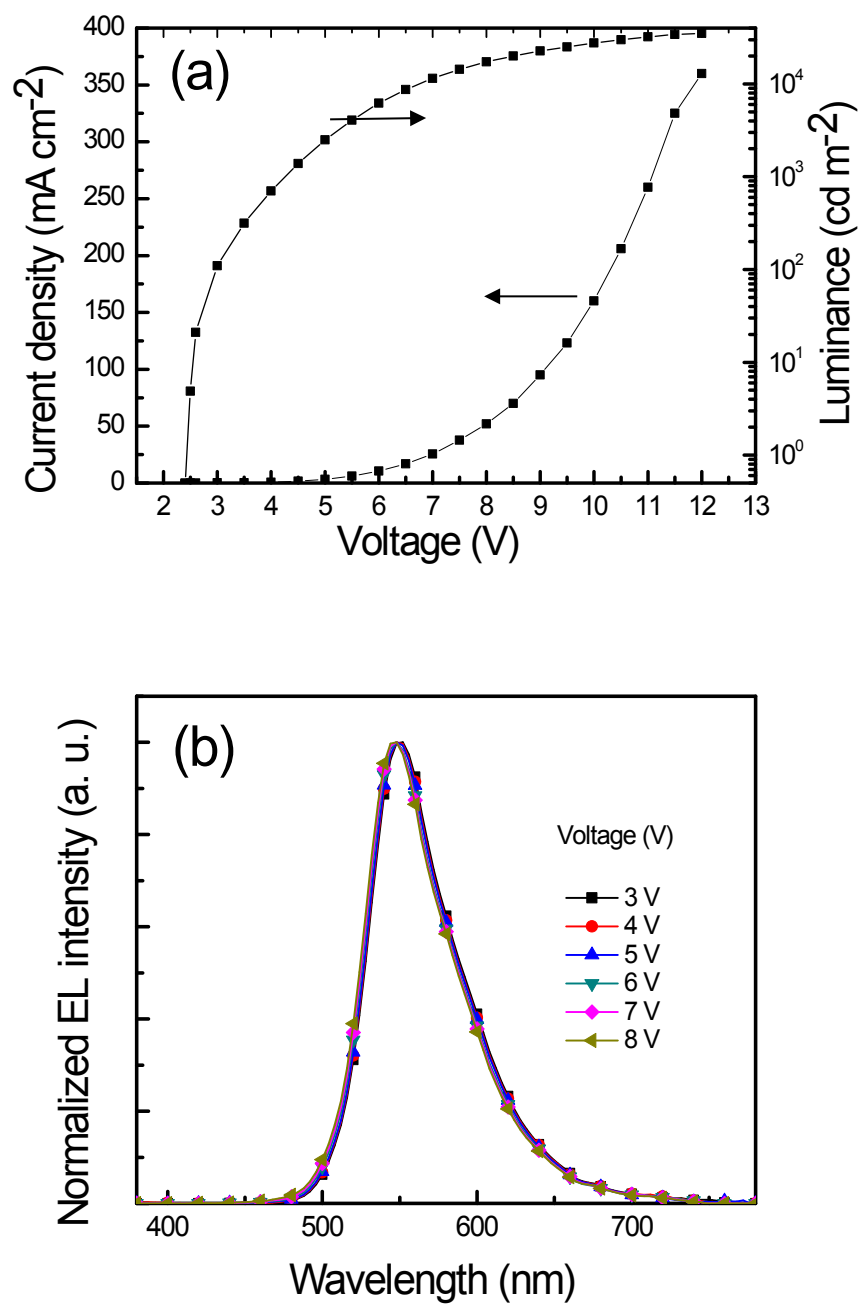 (a)
Current density (mA cm⁻²)
400
350
300
250
200
150
100
50
0
2 3 4 5 6 7 8 9 10 11 12 13
Voltage (V)
10⁴
10³
10²
10¹
10⁰
Luminance (cd m⁻²)
(b)
Normalized EL intensity (a. u.)
Voltage (V)
3 V
4 V
5 V
6 V
7 V
8 V
400 500 600 700
Wavelength (nm)